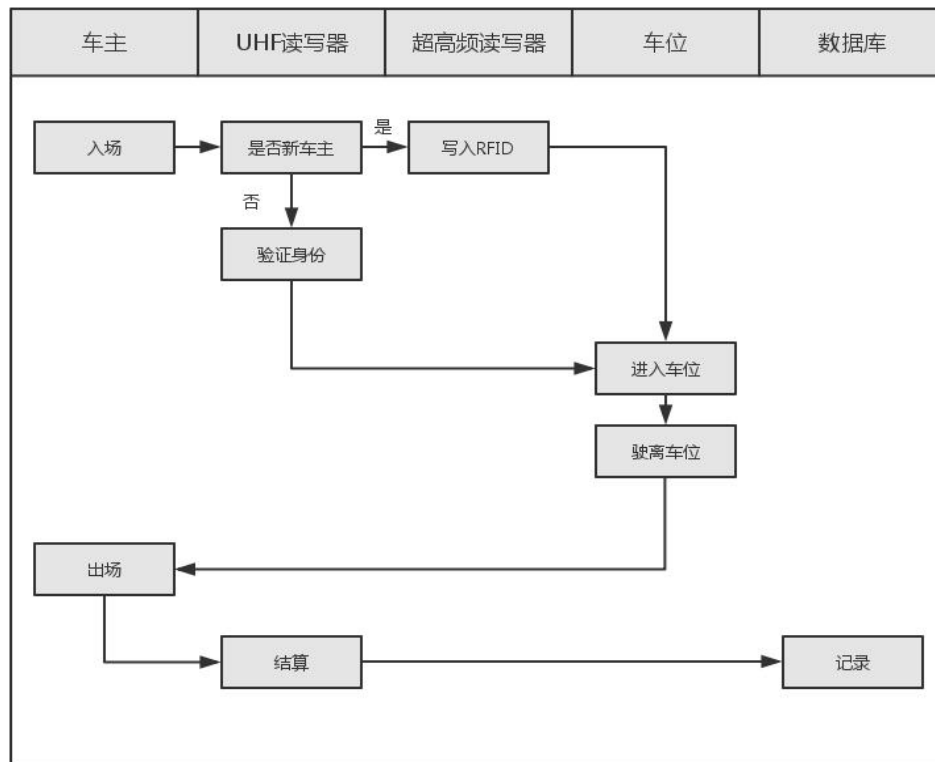 车主
UHF读写器
超高频读写器
车位
数据库
入场
是否新车主
是
写入RFID
否
验证身份
进入车位
驶离车位
出场
结算
记录